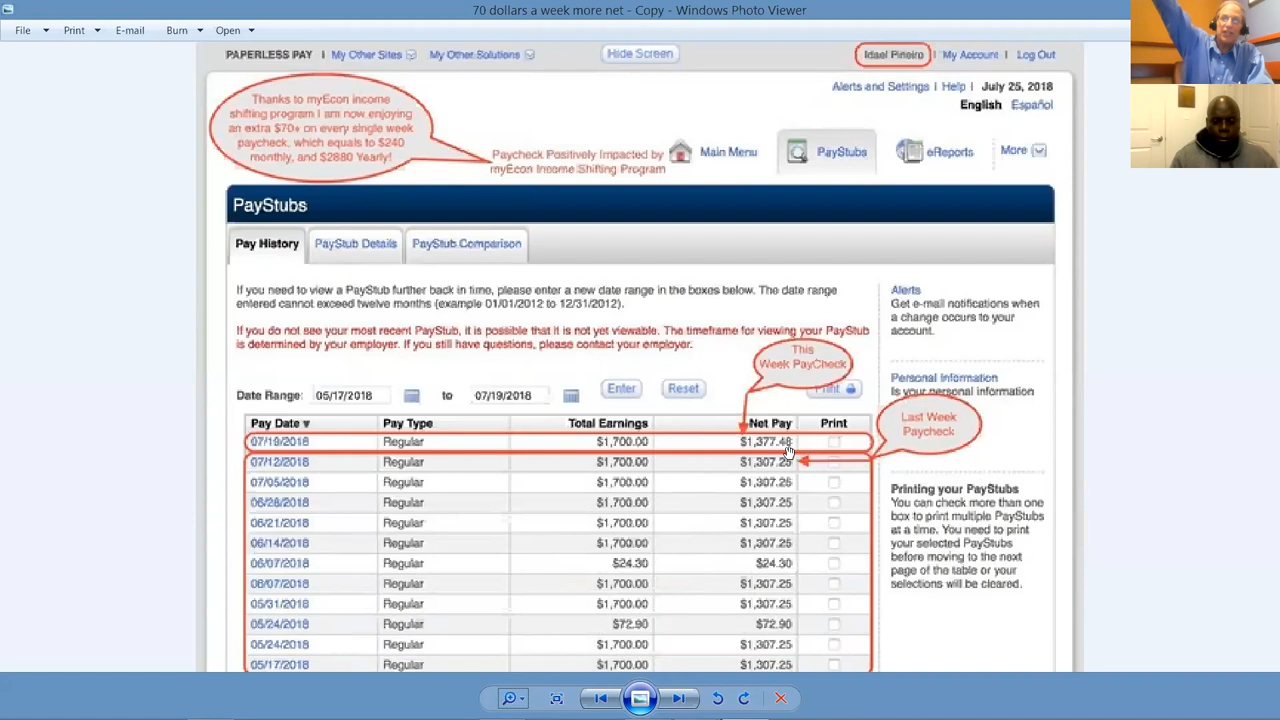 70 dollars a week more net - Copy - Windows Photo Viewer
File Print E-mail Burn Open
PAPERLESS PAY | My Other Sites My Other Solutions Hide Screen Idael Pineiro | My Account | Log Out
Alerts and Settings | Help | July 25, 2018
English Español
Thanks to myEcon income
shifting program I am now enjoying
an extra $70+ on every single week
paycheck, which equals to $240
monthly, and $2880 Yearly!
Paycheck Positively Impacted by
myEcon Income Shifting Program
Main Menu PayStubs eReports More
PayStubs
Pay History PayStub Details PayStub Comparison
If you need to view a PayStub further back in time, please enter a new date range in the boxes below. The date range
entered cannot exceed twelve months (example 01/01/2012 to 12/31/2012).
If you do not see your most recent PayStub, it is possible that it is not yet viewable. The timeframe for viewing your PayStub
is determined by your employer. If you still have questions, please contact your employer.
This
Week PayCheck
Date Range: 05/17/2018 to 07/19/2018 Enter Reset Print
Pay Date Pay Type Total Earnings Net Pay Print
07/19/2018 Regular $1,700.00 $1,377.48
07/12/2018 Regular $1,700.00 $1,307.25
07/05/2018 Regular $1,700.00 $1,307.25
06/28/2018 Regular $1,700.00 $1,307.25
06/21/2018 Regular $1,700.00 $1,307.25
06/14/2018 Regular $1,700.00 $1,307.25
06/07/2018 Regular $24.30 $24.30
06/07/2018 Regular $1,700.00 $1,307.25
05/31/2018 Regular $1,700.00 $1,307.25
05/24/2018 Regular $72.90 $72.90
05/24/2018 Regular $1,700.00 $1,307.25
05/17/2018 Regular $1,700.00 $1,307.25
Alerts
Get e-mail notifications when
a change occurs to your
account.
Personal Information
Is your personal information
Last Week
Paycheck
Printing your PayStubs
You can check more than one
box to print multiple PayStubs
at a time. You need to print
your selected PayStubs
before moving to the next
page of the table or your
selections will be cleared.